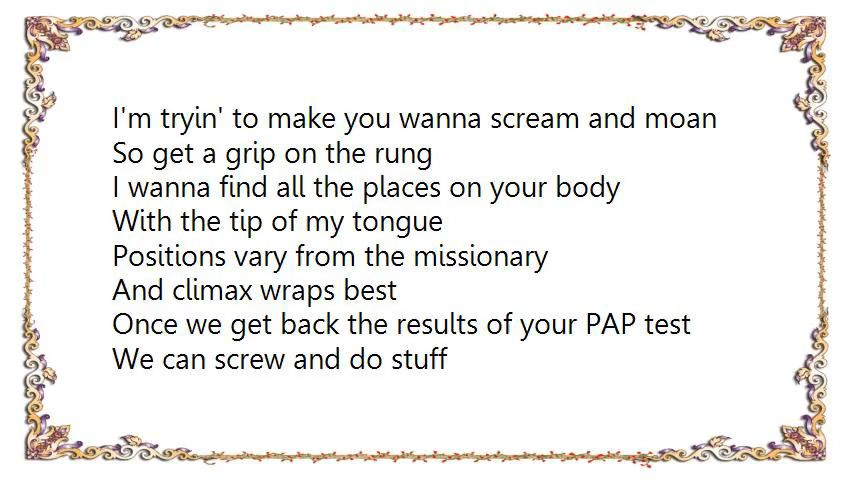 I'm tryin' to make you wanna scream and moan
So get a grip on the rung
I wanna find all the places on your body
With the tip of my tongue
Positions vary from the missionary
And climax wraps best
Once we get back the results of your PAP test
We can screw and do stuff